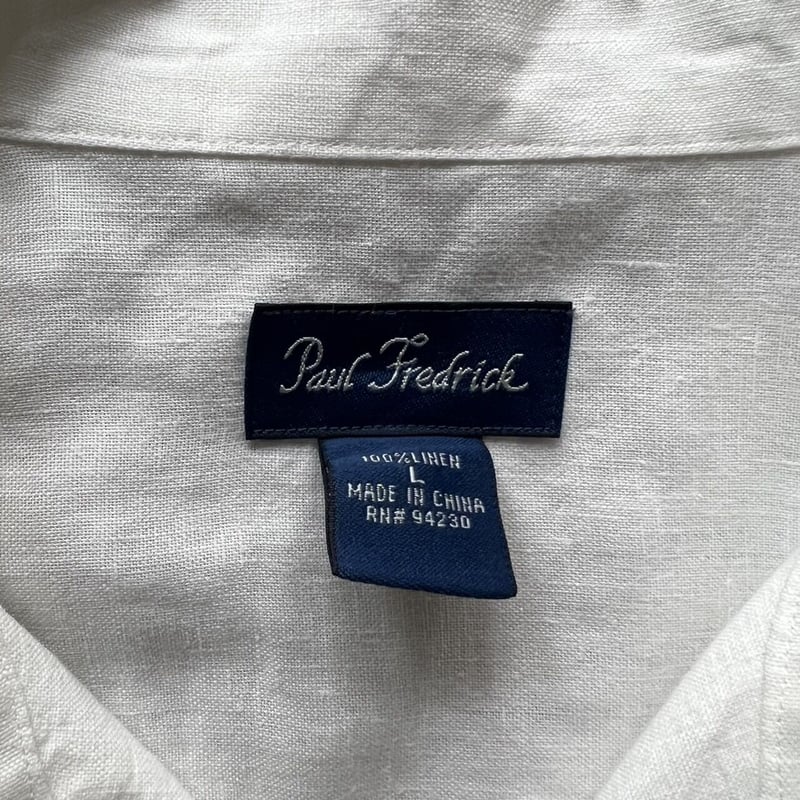 Paul Fredrick
100% LINEN
L
MADE IN CHINA
RN# 94230